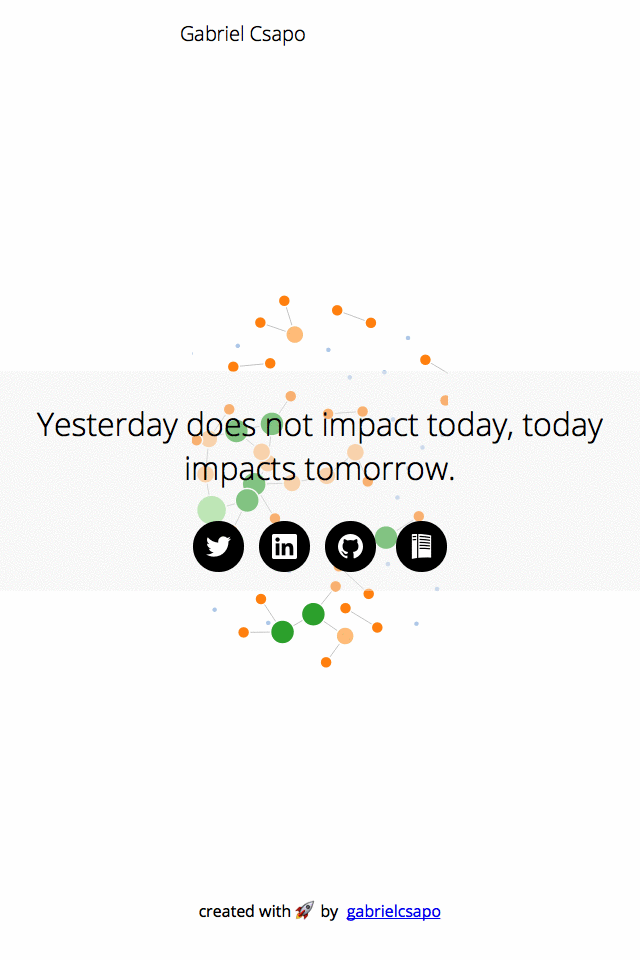 Gabriel Csapo
Yesterday does not impact today, today
impacts tomorrow.
created with 🚀 by gabrielcsapo